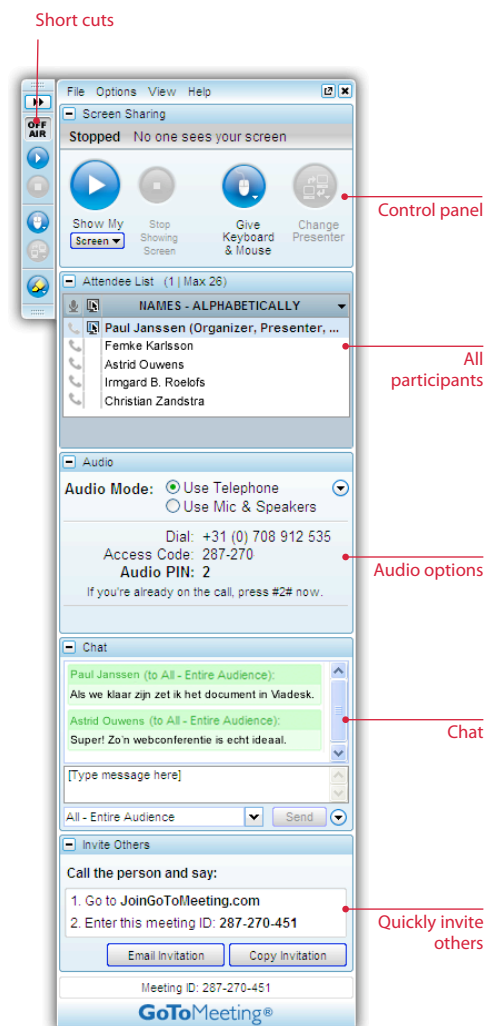 Short cuts
File Options View Help
Screen Sharing
OFF
AIR
Stopped No one sees your screen
Control panel
Show My
Screen
Stop
Showing
Screen
Give
Keyboard
& Mouse
Change
Presenter
Attendee List (1 | Max 26)
NAMES - ALPHABETICALLY
Paul Janssen (Organizer, Presenter, ...
Femke Karlsson
Astrid Ouwens
Irmgard B. Roelofs
Christian Zandstra
All
participants
Audio
Audio Mode: Use Telephone
Use Mic & Speakers
Dial: +31 (0) 708 912 535
Access Code: 287-270
Audio PIN: 2
If you're already on the call, press #2# now.
Audio options
Chat
Paul Janssen (to All - Entire Audience):
Als we klaar zijn zet ik het document in Viadesk.
Astrid Ouwens (to All - Entire Audience):
Super! Zo'n webconferentie is echt ideaal.
Chat
[Type message here]
All - Entire Audience Send
Invite Others
Call the person and say:
1. Go to JoinGoToMeeting.com
2. Enter this meeting ID: 287-270-451
Quickly invite
others
Email Invitation Copy Invitation
Meeting ID: 287-270-451
GoToMeeting®